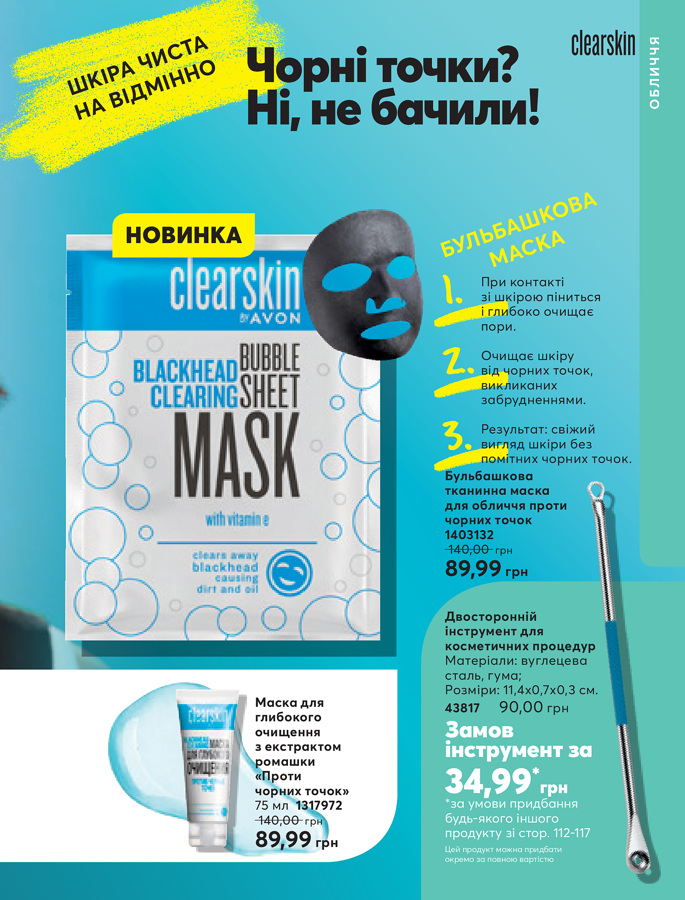 ШКІРА ЧИСТА
НА ВІДМІННО
Чорні точки?
Ні, не бачили!
clearskin
ОБЛИЧЧЯ
НОВИНКА
clearskin
BY AVON
BLACKHEAD
CLEARING
BUBBLE
SHEET
MASK
with vitamin e
clears away
blackhead
causing
dirt and oil
БУЛЬБАШКОВА
МАСКА
1. При контакті
зі шкірою піниться
і глибоко очищає
пори.
2. Очищає шкіру
від чорних точок,
викликаних
забрудненнями.
3. Результат: свіжий
вигляд шкіри без
помітних чорних точок.
Бульбашкова
тканинна маска
для обличчя проти
чорних точок
1403132
140,00 грн
89,99 грн
Двосторонній
інструмент для
косметичних процедур
Матеріали: вуглецева
сталь, гума;
Розміри: 11,4х0,7х0,3 см.
43817 90,00 грн
Замов
інструмент за
34,99* грн
*за умови придбання
будь-якого іншого
продукту зі стор. 112-117
Цей продукт можна придбати
окремо за повною вартістю
clearskin
BLACKHEAD
CLEARING
МАСКА
ДЛЯ ГЛУБОКОГО
ОЧИЩЕНИЯ
Маска для
глибокого
очищення
з екстрактом
ромашки
«Проти
чорних точок»
75 мл 1317972
140,00 грн
89,99 грн